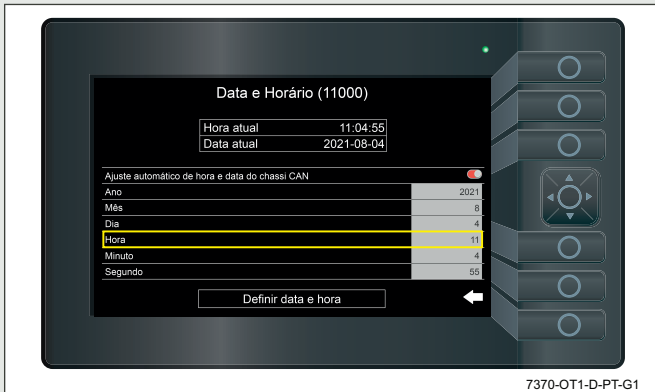 Data e Horário (11000)
Hora atual 11:04:55
Data atual 2021-08-04
Ajuste automático de hora e data do chassi CAN
Ano 2021
Mês 8
Dia 4
Hora 11
Minuto 4
Segundo 55
Definir data e hora
7370-OT1-D-PT-G1